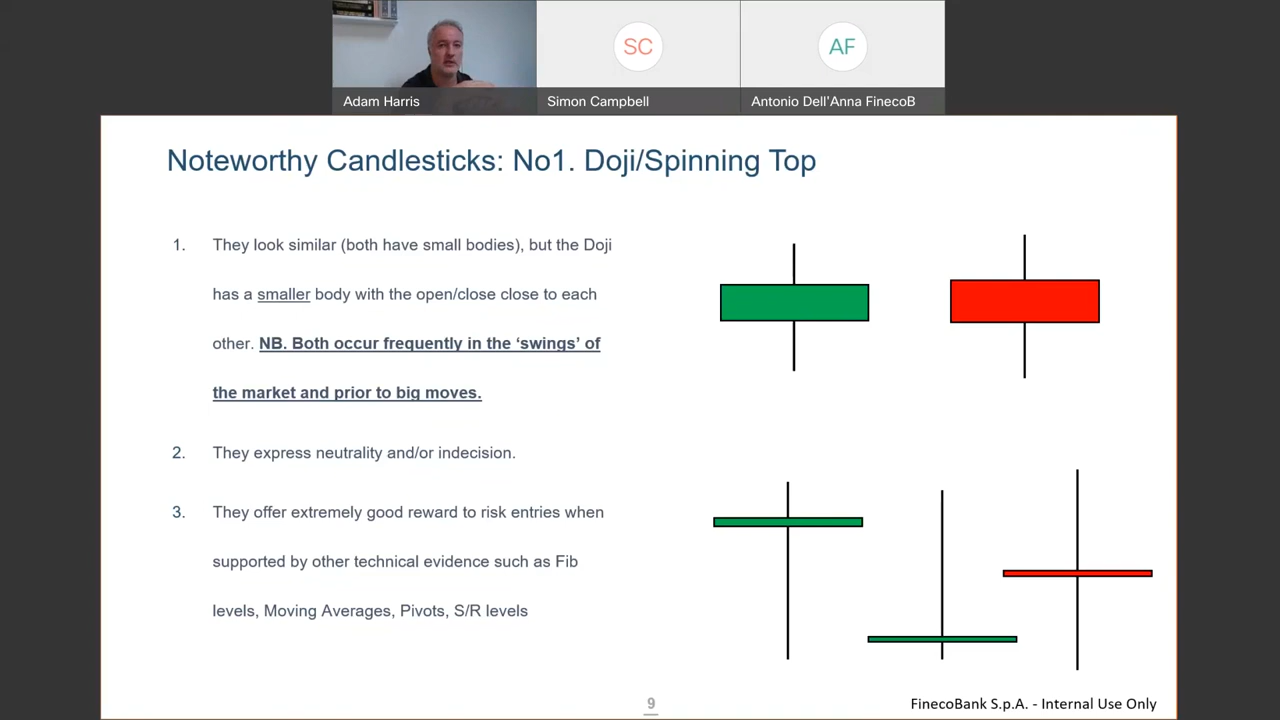 SC
AF
Adam Harris
Simon Campbell
Antonio Dell'Anna FinecoB
Noteworthy Candlesticks: No1. Doji/Spinning Top
1. They look similar (both have small bodies), but the Doji
has a smaller body with the open/close close to each
other. NB. Both occur frequently in the ‘swings’ of
the market and prior to big moves.
2. They express neutrality and/or indecision.
3. They offer extremely good reward to risk entries when
supported by other technical evidence such as Fib
levels, Moving Averages, Pivots, S/R levels
9
FinecoBank S.p.A. - Internal Use Only